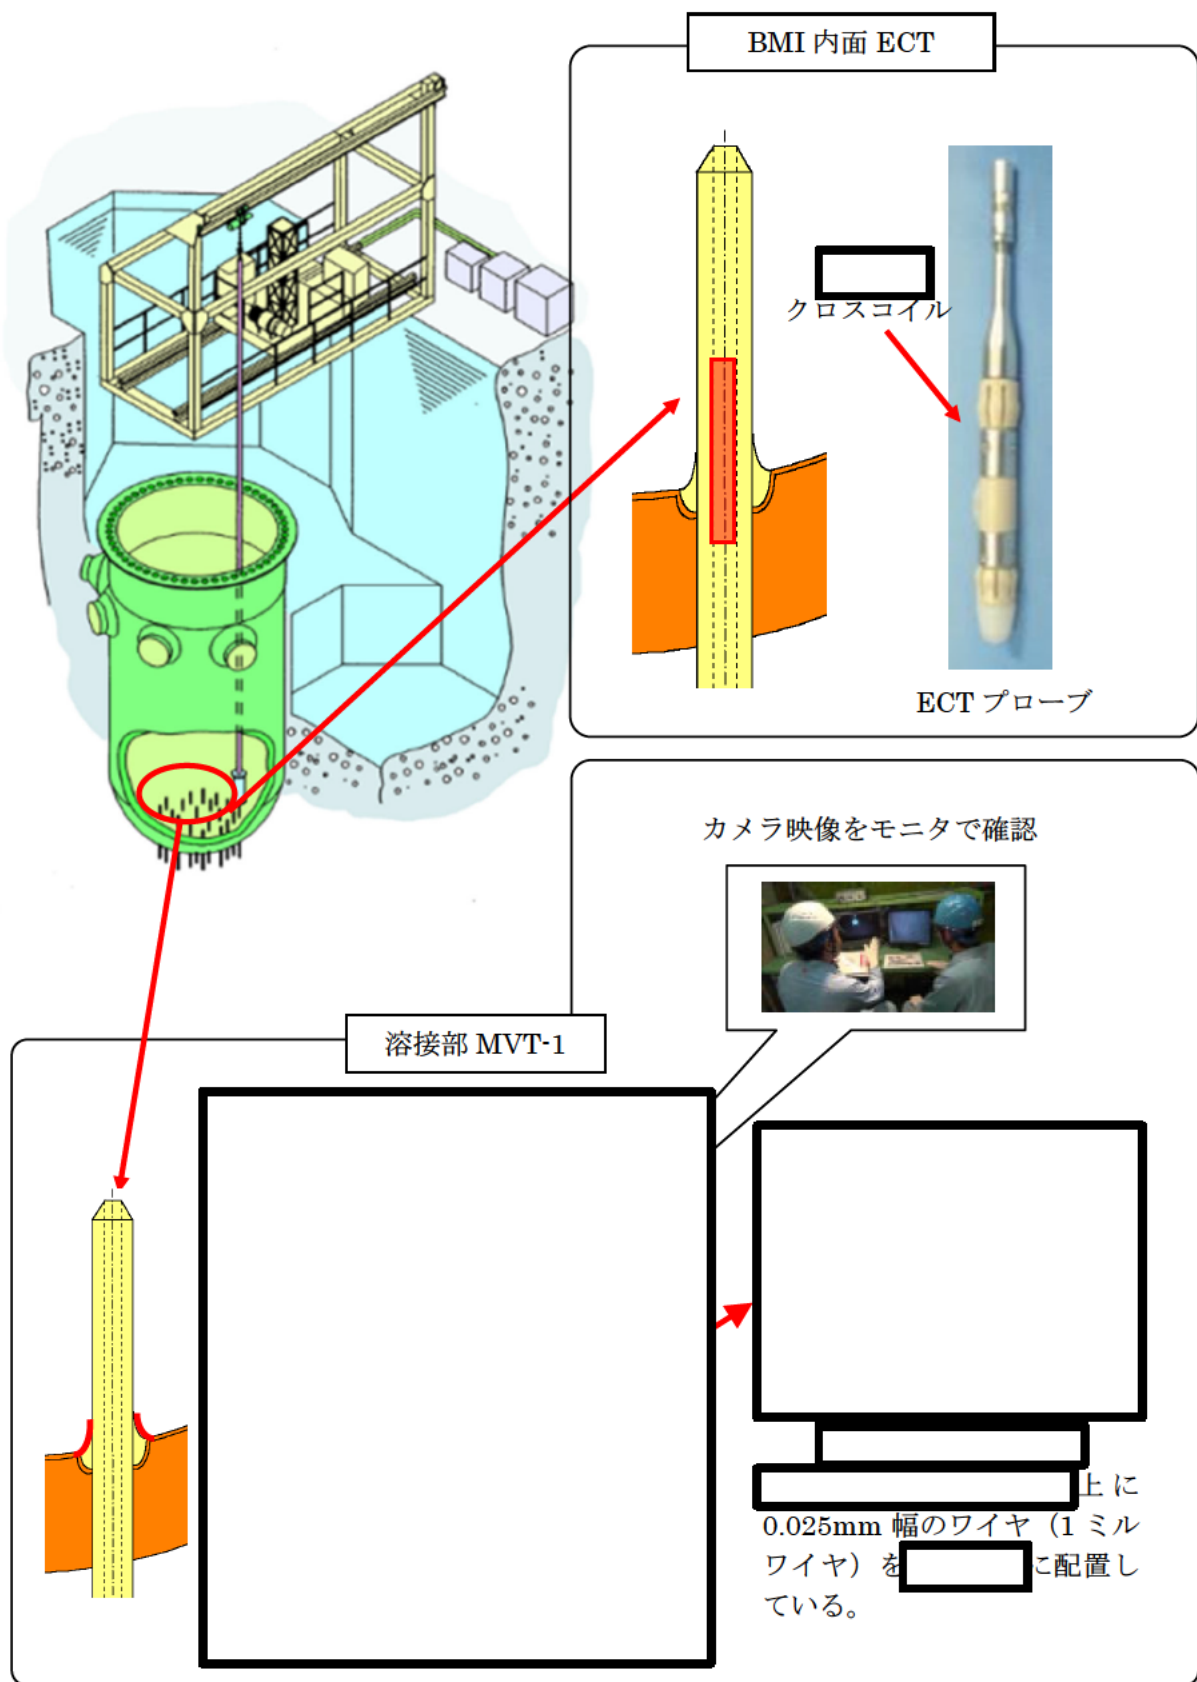 BMI 内面 ECT
クロスコイル
ECT プローブ
カメラ映像をモニタで確認
溶接部 MVT-1
上に
0.025mm 幅のワイヤ（1 ミル
ワイヤ）を に配置し
ている。